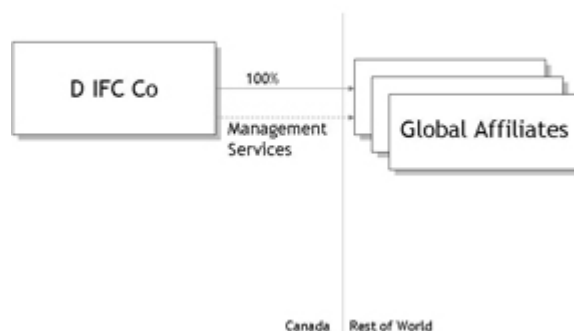 D IFC Co
100%
Management
Services
Global Affiliates
Canada
Rest of World